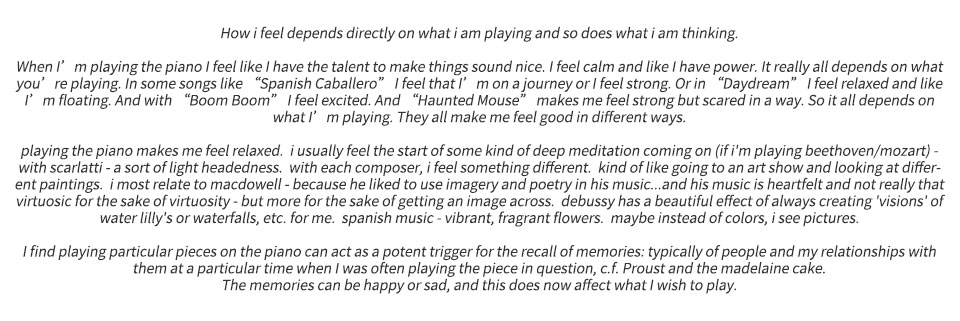 How i feel depends directly on what i am playing and so does what i am thinking.
When I’m playing the piano I feel like I have the talent to make things sound nice. I feel calm and like I have power. It really all depends on what
you’re playing. In some songs like “Spanish Caballero” I feel that I’m on a journey or I feel strong. Or in “Daydream” I feel relaxed and like
I’m floating. And with “Boom Boom” I feel excited. And “Haunted Mouse” makes me feel strong but scared in a way. So it all depends on
what I’m playing. They all make me feel good in different ways.
playing the piano makes me feel relaxed. i usually feel the start of some kind of deep meditation coming on (if i'm playing beethoven/mozart) -
with scarlatti - a sort of light headedness. with each composer, i feel something different. kind of like going to an art show and looking at differ-
ent paintings. i most relate to macdowell - because he liked to use imagery and poetry in his music...and his music is heartfelt and not really that
virtuosic for the sake of virtuosity - but more for the sake of getting an image across. debussy has a beautiful effect of always creating 'visions' of
water lilly's or waterfalls, etc. for me. spanish music - vibrant, fragrant flowers. maybe instead of colors, i see pictures.
I find playing particular pieces on the piano can act as a potent trigger for the recall of memories: typically of people and my relationships with
them at a particular time when I was often playing the piece in question, c.f. Proust and the madelaine cake.
The memories can be happy or sad, and this does now affect what I wish to play.